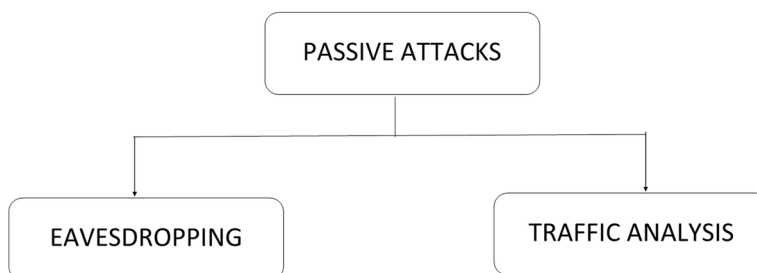 PASSIVE ATTACKS
EAVESDROPPING
TRAFFIC ANALYSIS